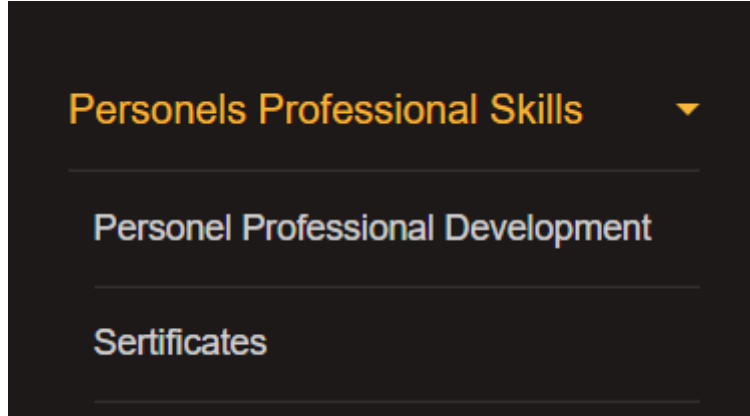 Personels Professional Skills
Personel Professional Development
Sertificates